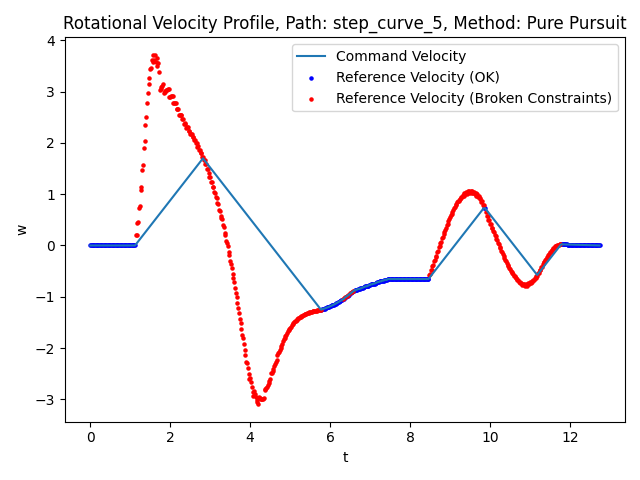 Rotational Velocity Profile, Path: step_curve_5, Method: Pure Pursuit
Command Velocity
Reference Velocity (OK)
Reference Velocity (Broken Constraints)
4
3
2
1
0
−1
−2
−3
w
0 2 4 6 8 10 12
t